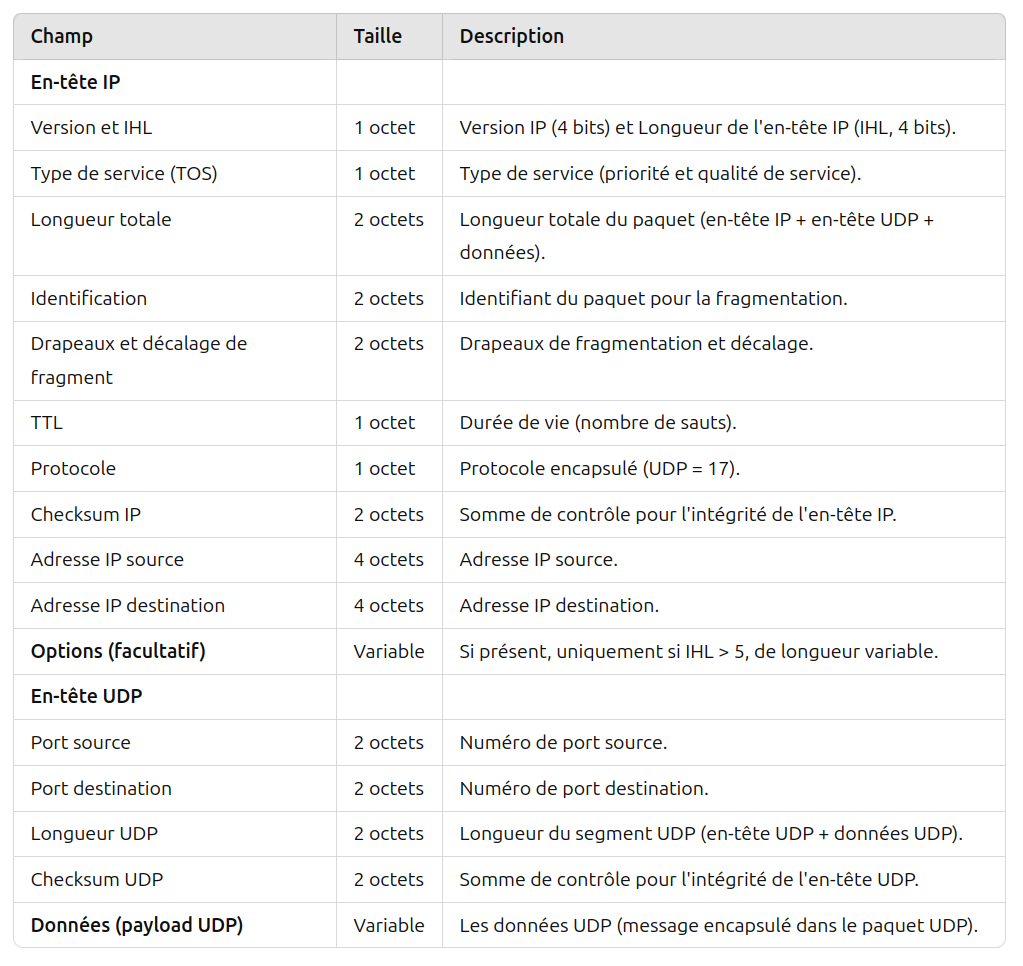 Champ Taille Description
En-tête IP
Version et IHL 1 octet Version IP (4 bits) et Longueur de l'en-tête IP (IHL, 4 bits).
Type de service (TOS) 1 octet Type de service (priorité et qualité de service).
Longueur totale 2 octets Longueur totale du paquet (en-tête IP + en-tête UDP +
données).
Identification 2 octets Identifiant du paquet pour la fragmentation.
Drapeaux et décalage de 2 octets Drapeaux de fragmentation et décalage.
fragment
TTL 1 octet Durée de vie (nombre de sauts).
Protocole 1 octet Protocole encapsulé (UDP = 17).
Checksum IP 2 octets Somme de contrôle pour l'intégrité de l'en-tête IP.
Adresse IP source 4 octets Adresse IP source.
Adresse IP destination 4 octets Adresse IP destination.
Options (facultatif) Variable Si présent, uniquement si IHL > 5, de longueur variable.
En-tête UDP
Port source 2 octets Numéro de port source.
Port destination 2 octets Numéro de port destination.
Longueur UDP 2 octets Longueur du segment UDP (en-tête UDP + données UDP).
Checksum UDP 2 octets Somme de contrôle pour l'intégrité de l'en-tête UDP.
Données (payload UDP) Variable Les données UDP (message encapsulé dans le paquet UDP).